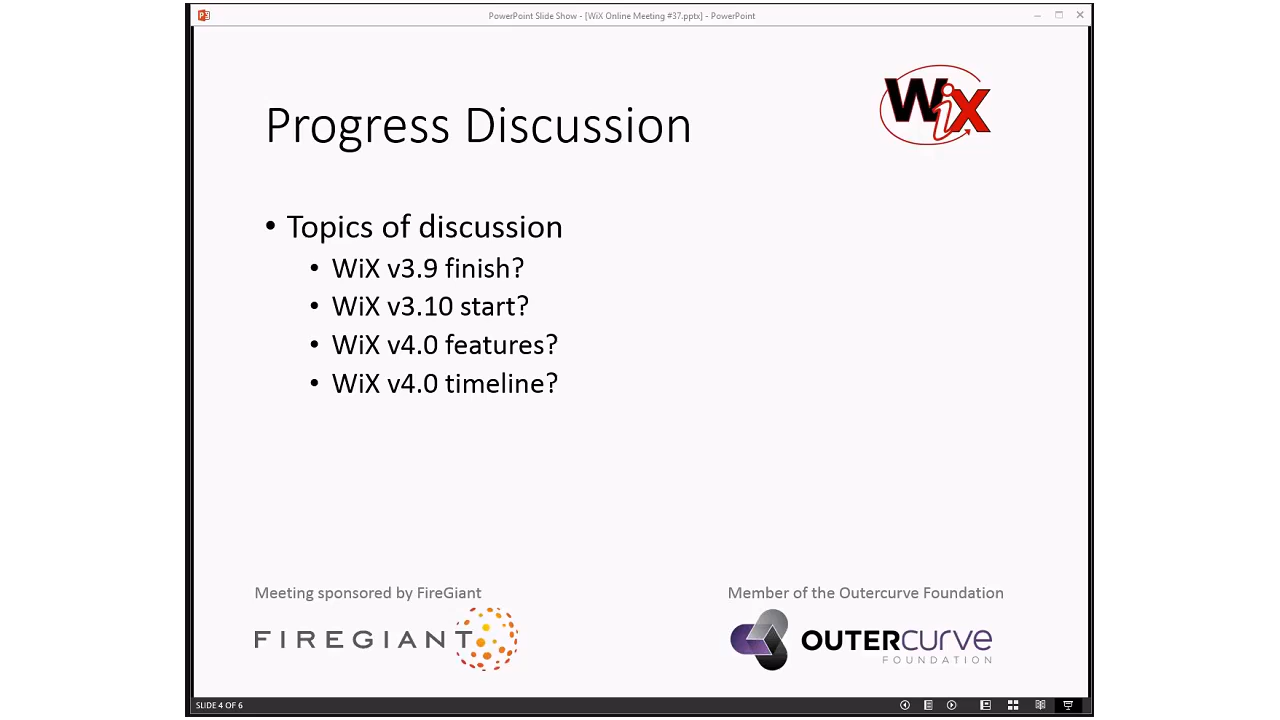 PowerPoint Slide Show - [WiX Online Meeting #37.pptx] - PowerPoint
WiX
Progress Discussion
• Topics of discussion
• WiX v3.9 finish?
• WiX v3.10 start?
• WiX v4.0 features?
• WiX v4.0 timeline?
Meeting sponsored by FireGiant
Member of the Outercurve Foundation
FIREGIANT
OUTERCURVE
FOUNDATION
SLIDE 4 OF 6